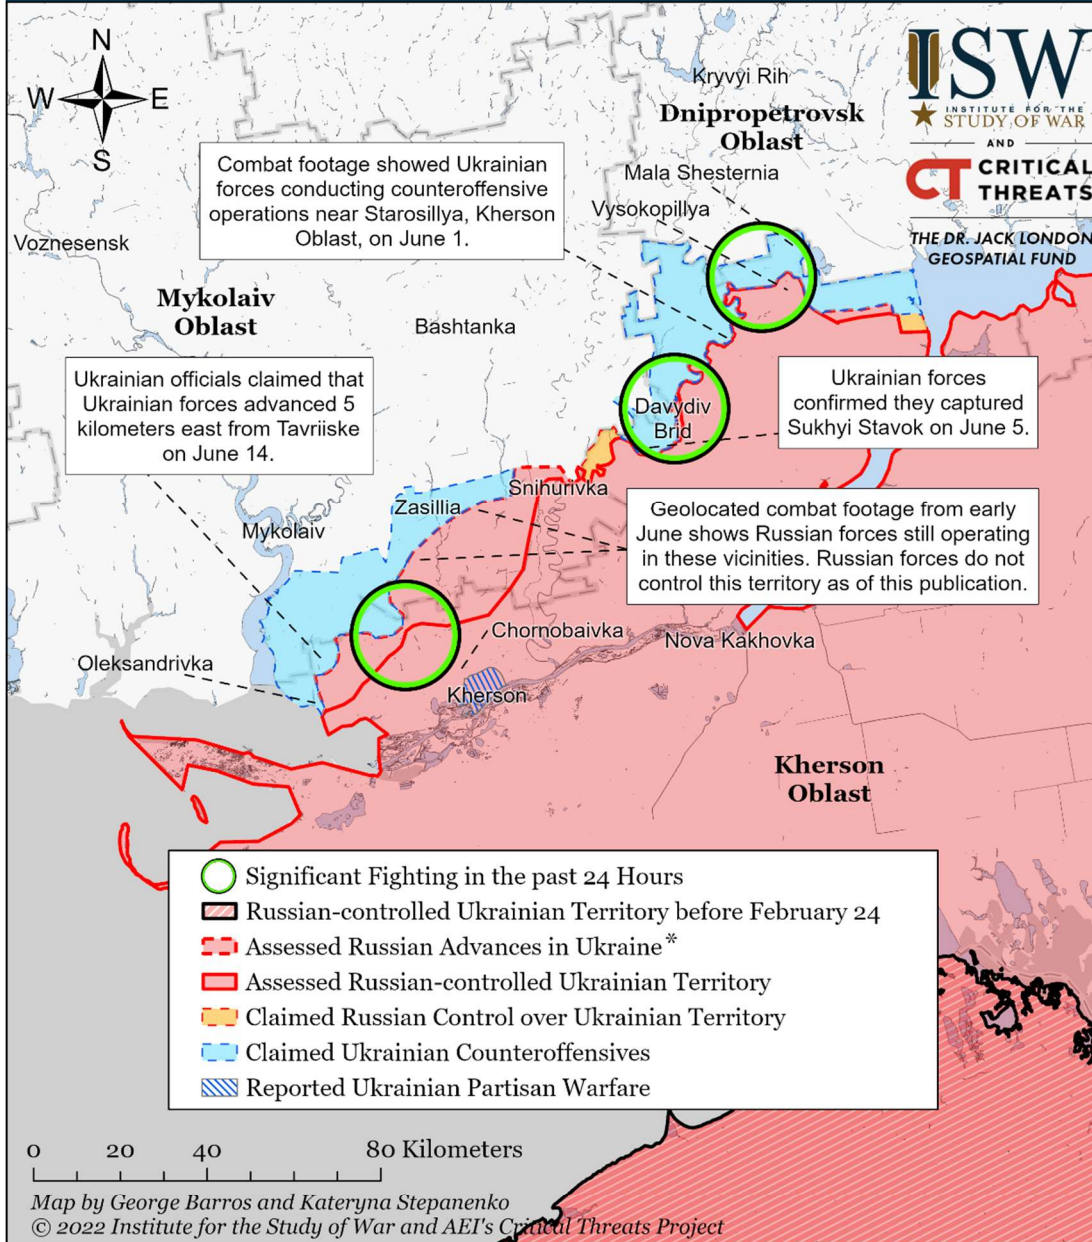 N
W
E
S
Kryvyi Rih
Dnipropetrovsk
Oblast
ISW
INSTITUTE FOR THE
STUDY OF WAR
AND
CT CRITICAL
THREATS
THE DR. JACK LONDON
GEOSPATIAL FUND
Combat footage showed Ukrainian
forces conducting counteroffensive
operations near Starosillya, Kherson
Oblast, on June 1.
Mala Shesternia
Vysokopillya
Voznesensk
Mykolaiv
Oblast
Bashtanka
Ukrainian officials claimed that
Ukrainian forces advanced 5
kilometers east from Tavriiske
on June 14.
Ukrainian forces
confirmed they captured
Sukhyi Stavok on June 5.
Davydiv
Brid
Snihurivka
Zasillia
Mykolaiv
Geolocated combat footage from early
June shows Russian forces still operating
in these vicinities. Russian forces do not
control this territory as of this publication.
Chornobaivka
Nova Kakhovka
Oleksandrivka
Kherson
Kherson
Oblast
Significant Fighting in the past 24 Hours
Russian-controlled Ukrainian Territory before February 24
Assessed Russian Advances in Ukraine*
Assessed Russian-controlled Ukrainian Territory
Claimed Russian Control over Ukrainian Territory
Claimed Ukrainian Counteroffensives
Reported Ukrainian Partisan Warfare
0 20 40 80 Kilometers
Map by George Barros and Kateryna Stepanenko
© 2022 Institute for the Study of War and AEI's Critical Threats Project